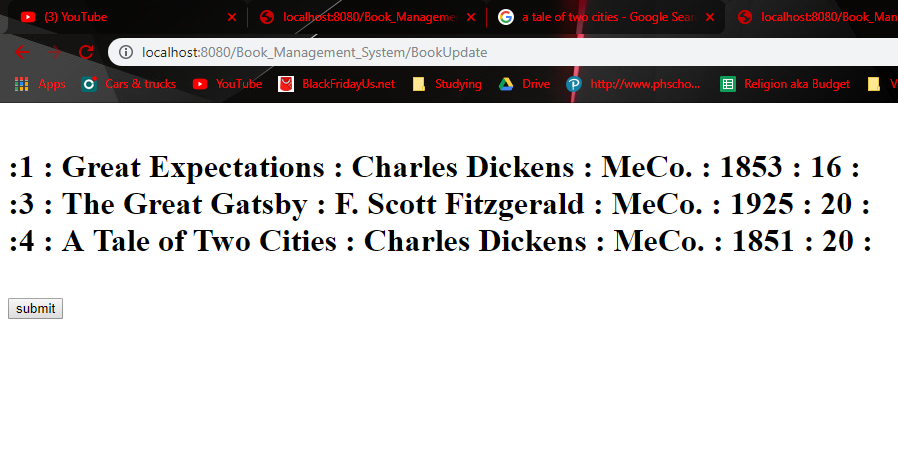 (3) YouTube
localhost:8080/Book_Manageme
a tale of two cities - Google Sear
localhost:8080/Book_Man
localhost:8080/Book_Management_System/BookUpdate
Apps
Cars & trucks
YouTube
BlackFridayUs.net
Studying
Drive
http://www.phscho...
Religion aka Budget
V
:1 : Great Expectations : Charles Dickens : MeCo. : 1853 : 16 :
:3 : The Great Gatsby : F. Scott Fitzgerald : MeCo. : 1925 : 20 :
:4 : A Tale of Two Cities : Charles Dickens : MeCo. : 1851 : 20 :
submit